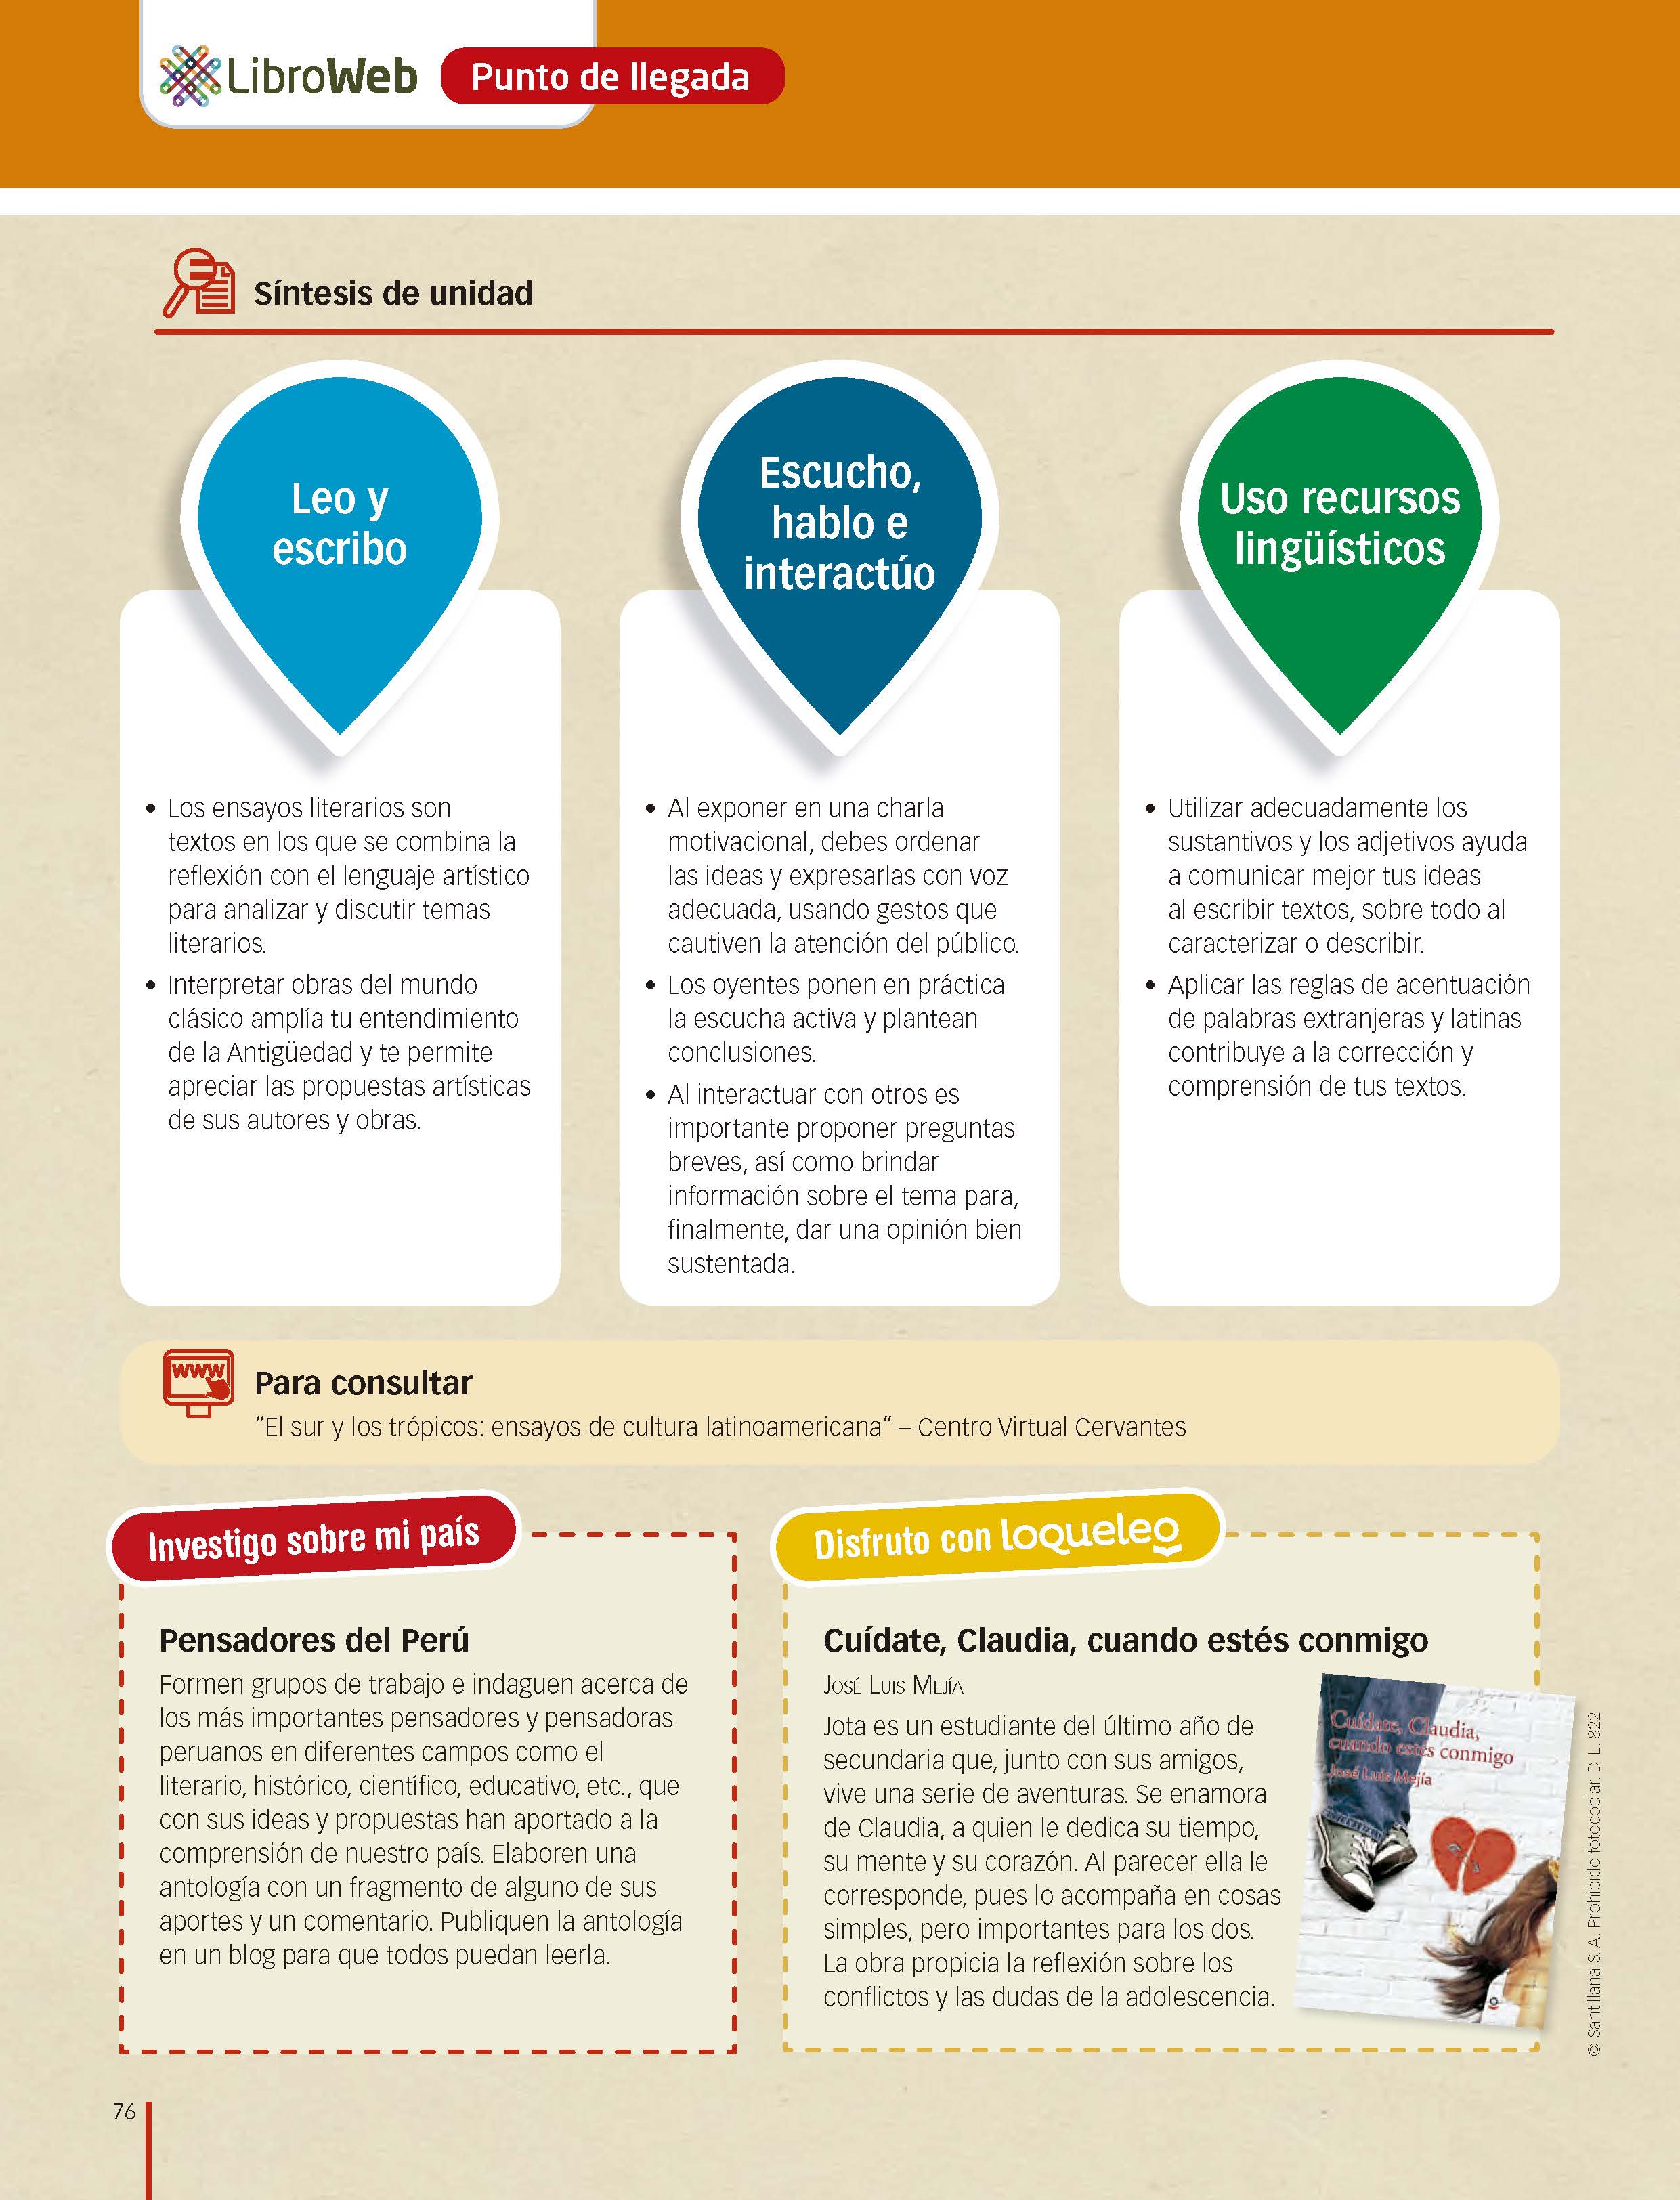 LibroWeb
Punto de llegada
Síntesis de unidad
Leo y
escribo
• Los ensayos literarios son
textos en los que se combina la
reflexión con el lenguaje artístico
para analizar y discutir temas
literarios.
• Interpretar obras del mundo
clásico amplía tu entendimiento
de la Antigüedad y te permite
apreciar las propuestas artísticas
de sus autores y obras.
Escucho,
hablo e
interactúo
• Al exponer en una charla
motivacional, debes ordenar
las ideas y expresarlas con voz
adecuada, usando gestos que
cautiven la atención del público.
• Los oyentes ponen en práctica
la escucha activa y plantean
conclusiones.
• Al interactuar con otros es
importante proponer preguntas
breves, así como brindar
información sobre el tema para,
finalmente, dar una opinión bien
sustentada.
Uso recursos
lingüísticos
• Utilizar adecuadamente los
sustantivos y los adjetivos ayuda
a comunicar mejor tus ideas
al escribir textos, sobre todo al
caracterizar o describir.
• Aplicar las reglas de acentuación
de palabras extranjeras y latinas
contribuye a la corrección y
comprensión de tus textos.
www
Para consultar
“El sur y los trópicos: ensayos de cultura latinoamericana” – Centro Virtual Cervantes
Investigo sobre mi país
Pensadores del Perú
Formen grupos de trabajo e indaguen acerca de
los más importantes pensadores y pensadoras
peruanos en diferentes campos como el
literario, histórico, científico, educativo, etc., que
con sus ideas y propuestas han aportado a la
comprensión de nuestro país. Elaboren una
antología con un fragmento de alguno de sus
aportes y un comentario. Publiquen la antología
en un blog para que todos puedan leerla.
Disfruto con loqueleo
Cuídate, Claudia, cuando estés conmigo
José Luis Mejía
Jota es un estudiante del último año de
secundaria que, junto con sus amigos,
vive una serie de aventuras. Se enamora
de Claudia, a quien le dedica su tiempo,
su mente y su corazón. Al parecer ella le
corresponde, pues lo acompaña en cosas
simples, pero importantes para los dos.
La obra propicia la reflexión sobre los
conflictos y las dudas de la adolescencia.
Cuídate, Claudia,
cuando estés conmigo
José Luis Mejía
© Santillana S. A. Prohibido fotocopiar. D. L. 822
76